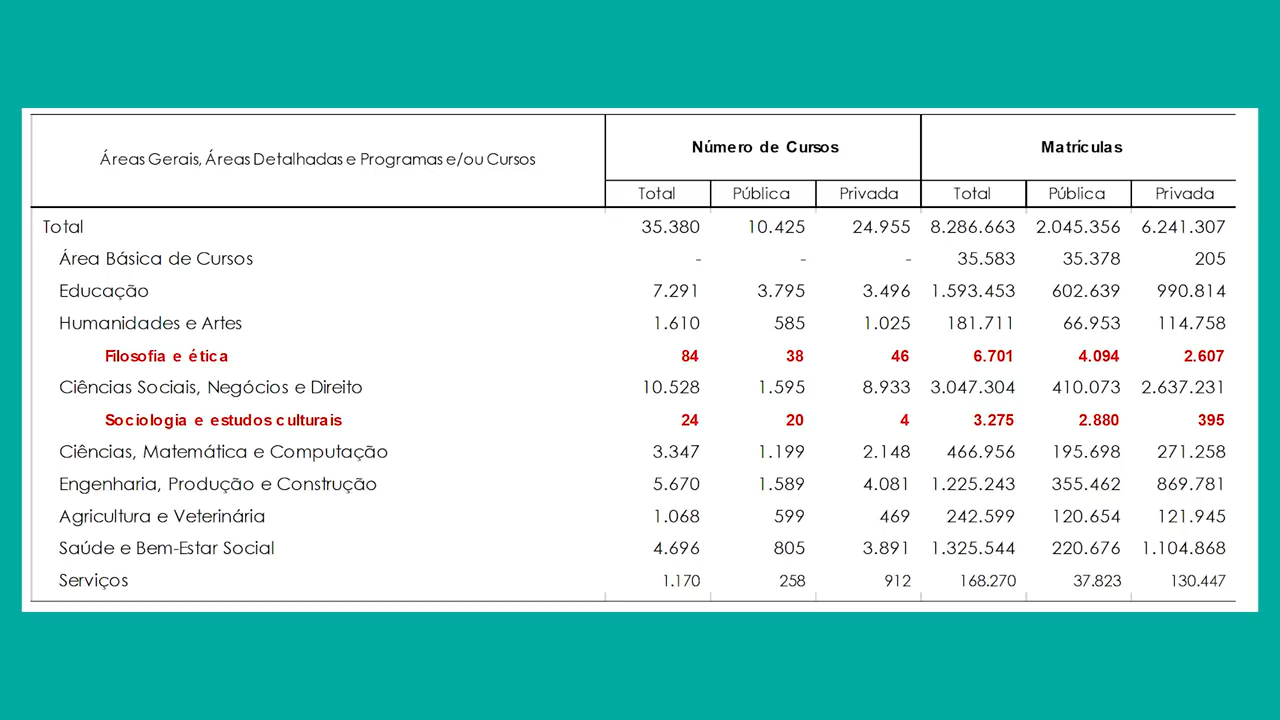 Áreas Gerais, Áreas Detalhadas e Programas e/ou Cursos Número de Cursos Matrículas
Total Pública Privada Total Pública Privada
Total 35.380 10.425 24.955 8.286.663 2.045.356 6.241.307
Área Básica de Cursos - - - 35.583 35.378 205
Educação 7.291 3.795 3.496 1.593.453 602.639 990.814
Humanidades e Artes 1.610 585 1.025 181.711 66.953 114.758
Filosofia e ética 84 38 46 6.701 4.094 2.607
Ciências Sociais, Negócios e Direito 10.528 1.595 8.933 3.047.304 410.073 2.637.231
Sociologia e estudos culturais 24 20 4 3.275 2.880 395
Ciências, Matemática e Computação 3.347 1.199 2.148 466.956 195.698 271.258
Engenharia, Produção e Construção 5.670 1.589 4.081 1.225.243 355.462 869.781
Agricultura e Veterinária 1.068 599 469 242.599 120.654 121.945
Saúde e Bem-Estar Social 4.696 805 3.891 1.325.544 220.676 1.104.868
Serviços 1.170 258 912 168.270 37.823 130.447